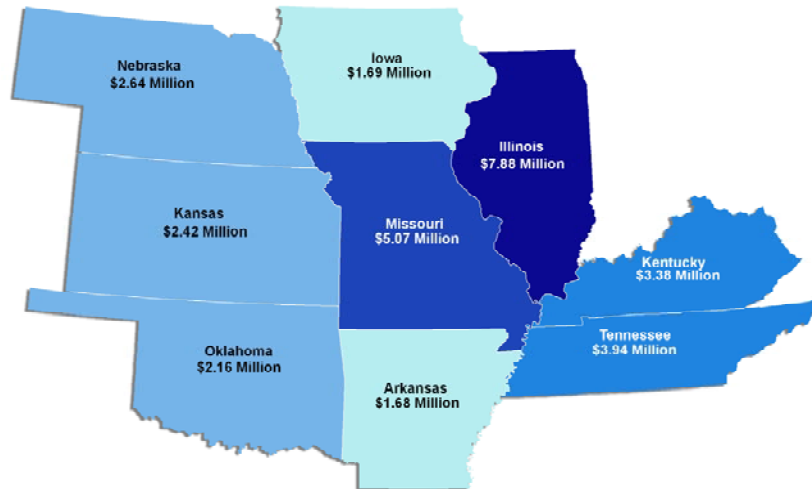 Nebraska
$2.64 Million
Iowa
$1.69 Million
Illinois
$7.88 Million
Kansas
$2.42 Million
Missouri
$5.07 Million
Kentucky
$3.38 Million
Tennessee
$3.94 Million
Oklahoma
$2.16 Million
Arkansas
$1.68 Million